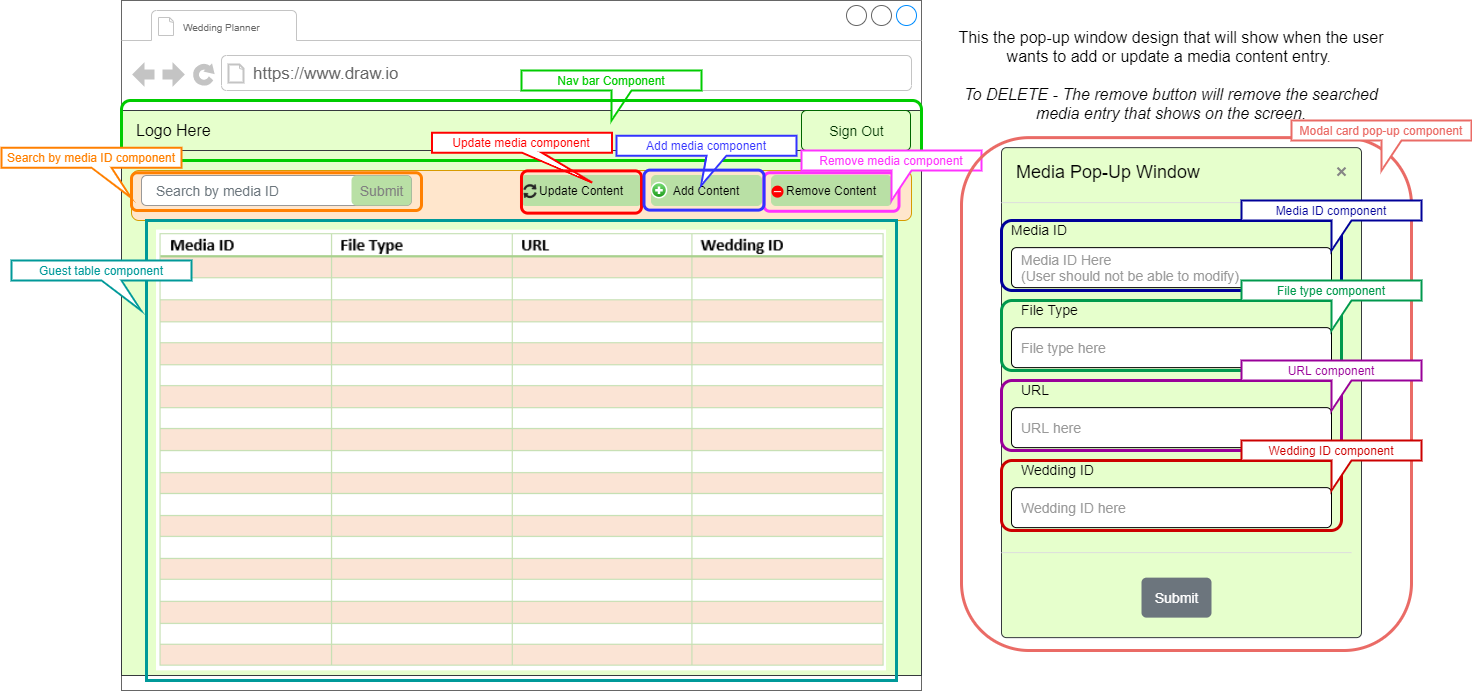 Wedding Planner
https://www.draw.io
Nav bar Component
Logo Here
Sign Out
Update media component
Add media component
Remove media component
Search by media ID component
Search by media ID
Submit
Update Content
Add Content
Remove Content
Guest table component
Media ID
File Type
URL
Wedding ID
This the pop-up window design that will show when the user
wants to add or update a media content entry.
To DELETE - The remove button will remove the searched
media entry that shows on the screen.
Modal card pop-up component
Media Pop-Up Window
×
Media ID component
Media ID
Media ID Here
(User should not be able to modify)
File type component
File Type
File type here
URL component
URL
URL here
Wedding ID component
Wedding ID
Wedding ID here
Submit